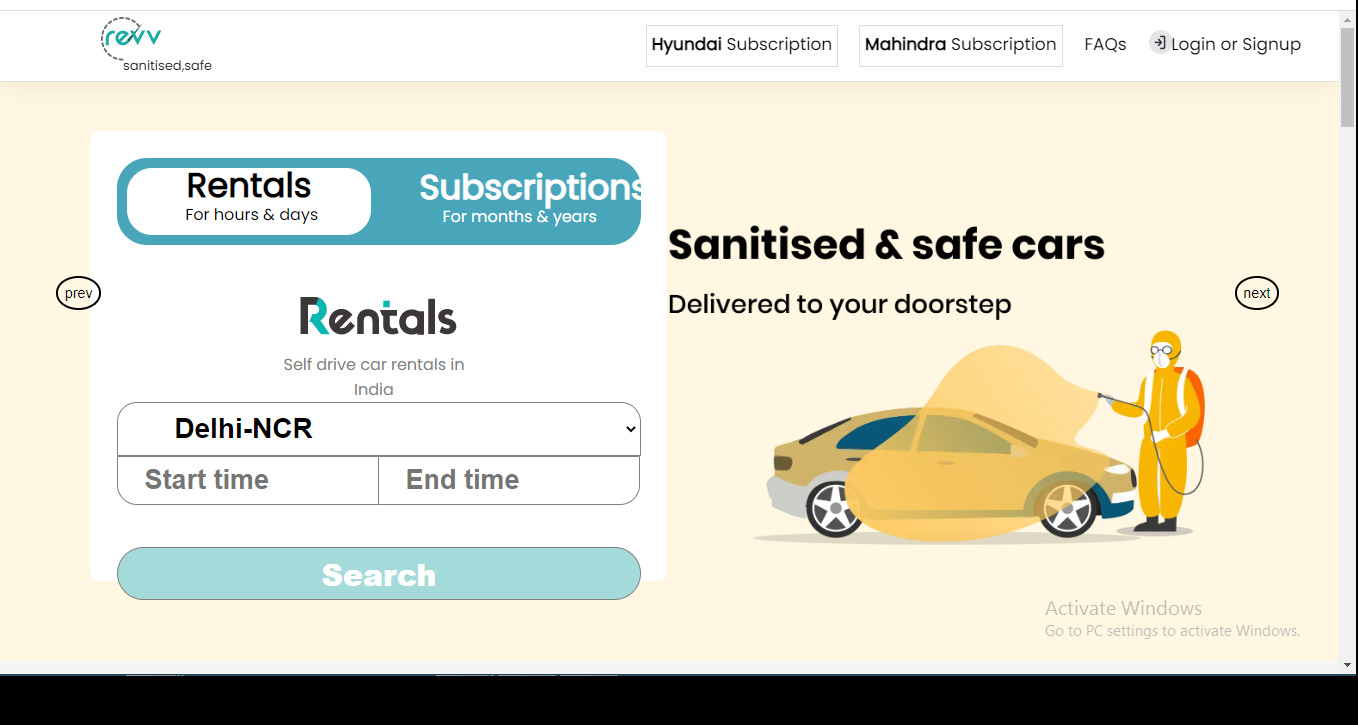 revv
sanitised,safe
Hyundai Subscription
Mahindra Subscription
FAQs
Login or Signup
Rentals
For hours & days
Subscriptions
For months & years
prev
Rentals
Self drive car rentals in
India
Delhi-NCR
Start time
End time
Search
Sanitised & safe cars
Delivered to your doorstep
next
Activate Windows
Go to PC settings to activate Windows.